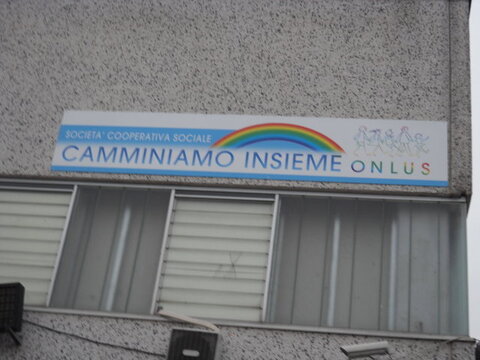 SOCIETA' COOPERATIVA SOCIALE
CAMMINIAMO INSIEME ONLUS